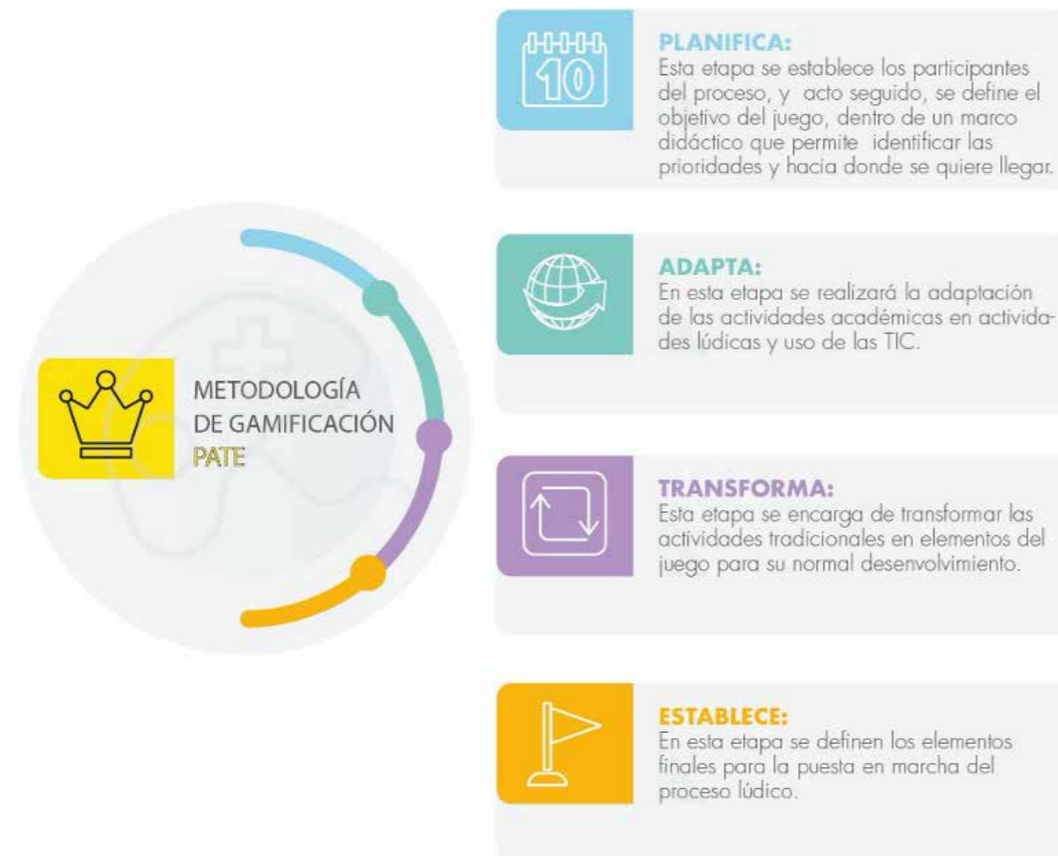 METODOLOGÍA
DE GAMIFICACIÓN
PATE
10
PLANIFICA:
Esta etapa se establece los participantes
del proceso, y acto seguido, se define el
objetivo del juego, dentro de un marco
didáctico que permite identificar las
prioridades y hacia donde se quiere llegar.
ADAPTA:
En esta etapa se realizará la adaptación
de las actividades académicas en activida-
des lúdicas y uso de las TIC.
TRANSFORMA:
Esta etapa se encarga de transformar las
actividades tradicionales en elementos del
juego para su normal desenvolvimiento.
ESTABLECE:
En esta etapa se definen los elementos
finales para la puesta en marcha del
proceso lúdico.